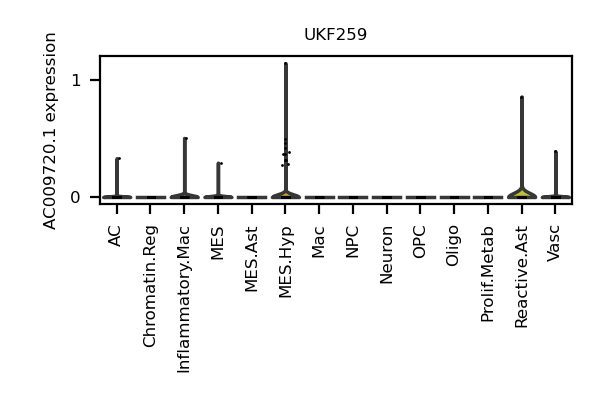 UKF259
AC009720.1 expression
1
0
AC
Chromatin.Reg
Inflammatory.Mac
MES
MES.Ast
MES.Hyp
Mac
NPC
Neuron
OPC
Oligo
Prolif.Metab
Reactive.Ast
Vasc